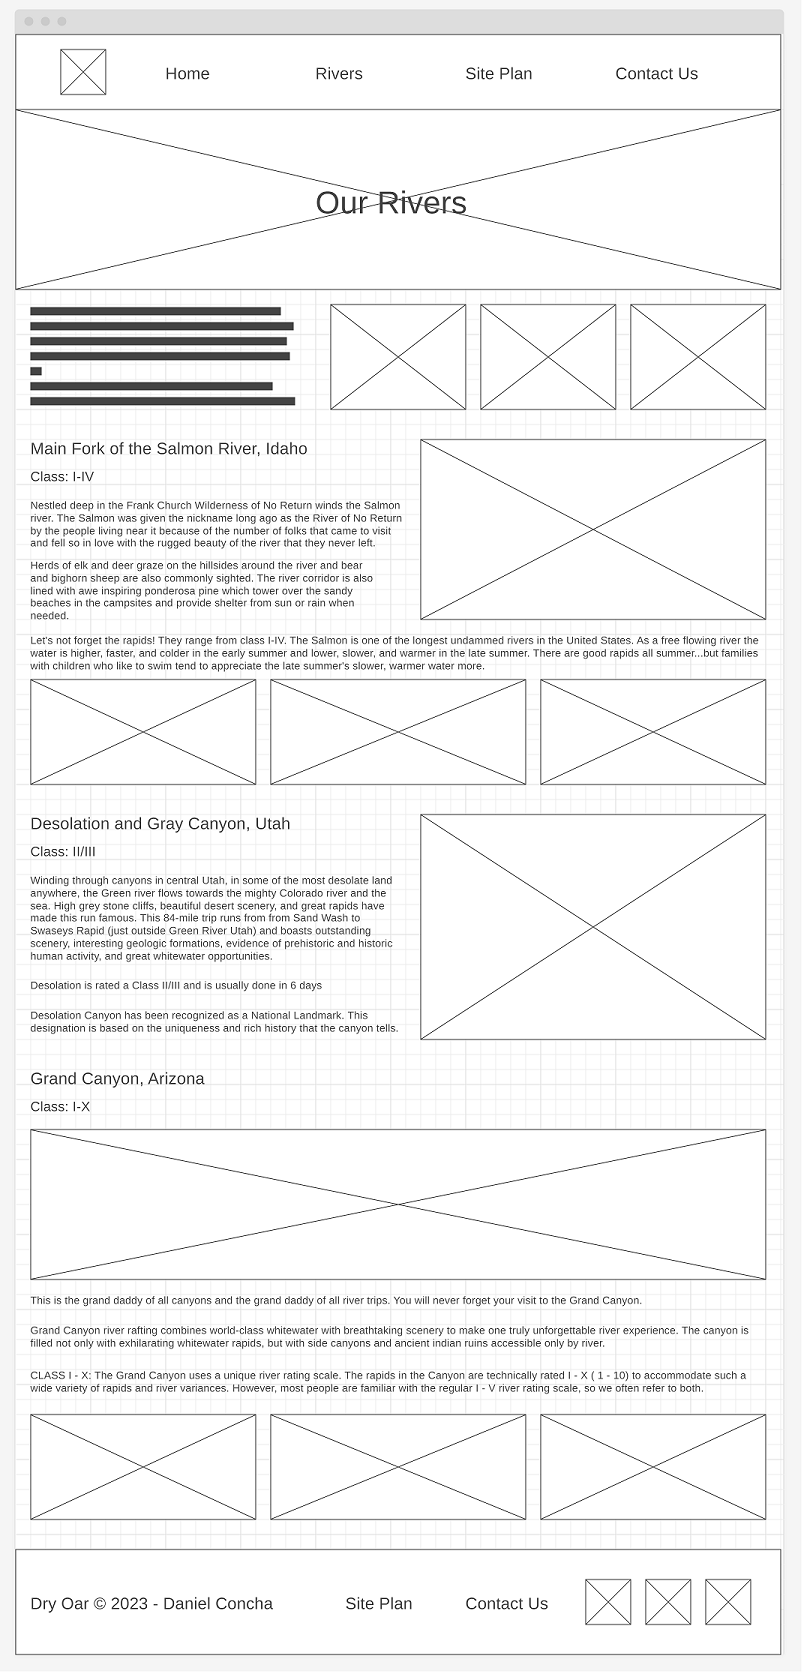 Home Rivers Site Plan Contact Us
Our Rivers
Main Fork of the Salmon River, Idaho
Class: I-IV
Nestled deep in the Frank Church Wilderness of No Return winds the Salmon
river. The Salmon was given the nickname long ago as the River of No Return
by the people living near it because of the number of folks that came to visit
and fell so in love with the rugged beauty of the river that they never left.
Herds of elk and deer graze on the hillsides around the river and bear
and bighorn sheep are also commonly sighted. The river corridor is also
lined with awe inspiring ponderosa pine which tower over the sandy
beaches in the campsites and provide shelter from sun or rain when
needed.
Let's not forget the rapids! They range from class I-IV. The Salmon is one of the longest undammed rivers in the United States. As a free flowing river the
water is higher, faster, and colder in the early summer and lower, slower, and warmer in the late summer. There are good rapids all summer...but families
with children who like to swim tend to appreciate the late summer's slower, warmer water more.
Desolation and Gray Canyon, Utah
Class: II/III
Winding through canyons in central Utah, in some of the most desolate land
anywhere, the Green river flows towards the mighty Colorado river and the
sea. High grey stone cliffs, beautiful desert scenery, and great rapids have
made this run famous. This 84-mile trip runs from from Sand Wash to
Swaseys Rapid (just outside Green River Utah) and boasts outstanding
scenery, interesting geologic formations, evidence of prehistoric and historic
human activity, and great whitewater opportunities.
Desolation is rated a Class II/III and is usually done in 6 days
Desolation Canyon has been recognized as a National Landmark. This
designation is based on the uniqueness and rich history that the canyon tells.
Grand Canyon, Arizona
Class: I-X
This is the grand daddy of all canyons and the grand daddy of all river trips. You will never forget your visit to the Grand Canyon.
Grand Canyon river rafting combines world-class whitewater with breathtaking scenery to make one truly unforgettable river experience. The canyon is
filled not only with exhilarating whitewater rapids, but with side canyons and ancient indian ruins accessible only by river.
CLASS I - X: The Grand Canyon uses a unique river rating scale. The rapids in the Canyon are technically rated I - X ( 1 - 10) to accommodate such a
wide variety of rapids and river variances. However, most people are familiar with the regular I - V river rating scale, so we often refer to both.
Dry Oar © 2023 - Daniel Concha Site Plan Contact Us